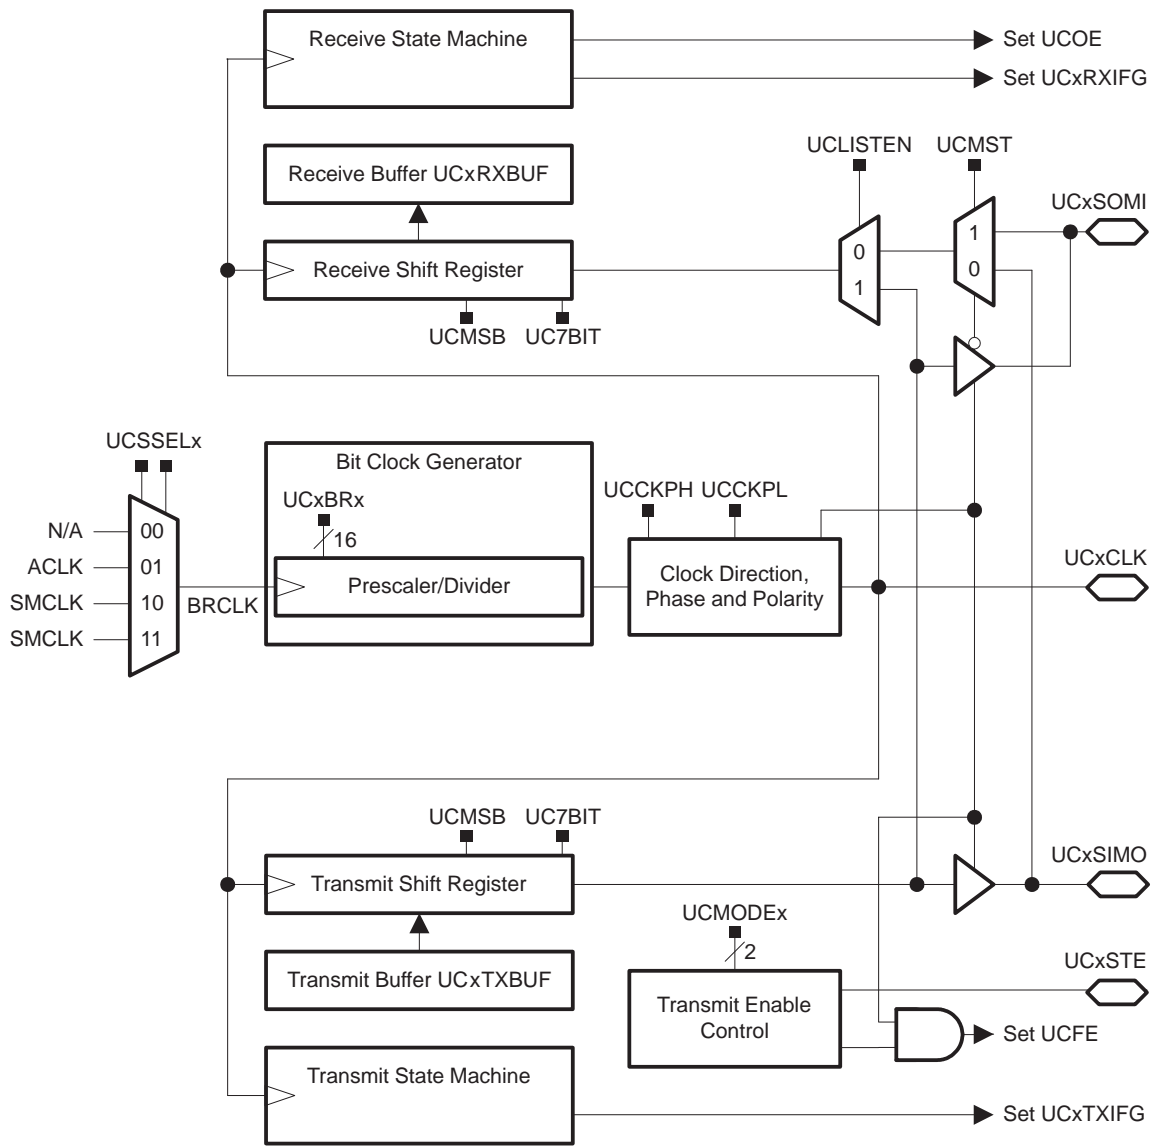 Receive State Machine
Set UCOE
Set UCxRXIFG
UCLISTEN
UCMST
Receive Buffer UCxRXBUF
UCxSOMI
1
0
0
1
Receive Shift Register
UCMSB
UC7BIT
UCSSELx
Bit Clock Generator
UCxBRx
16
UCCKPH
UCCKPL
N/A
00
ACLK
01
SMCLK
10
SMCLK
11
BRCLK
Prescaler/Divider
Clock Direction,
Phase and Polarity
UCxCLK
UCMSB
UC7BIT
Transmit Shift Register
UCxSIMO
UCMODEx
2
Transmit Buffer UCxTXBUF
UCxSTE
Transmit Enable
Control
Set UCFE
Transmit State Machine
Set UCxTXIFG